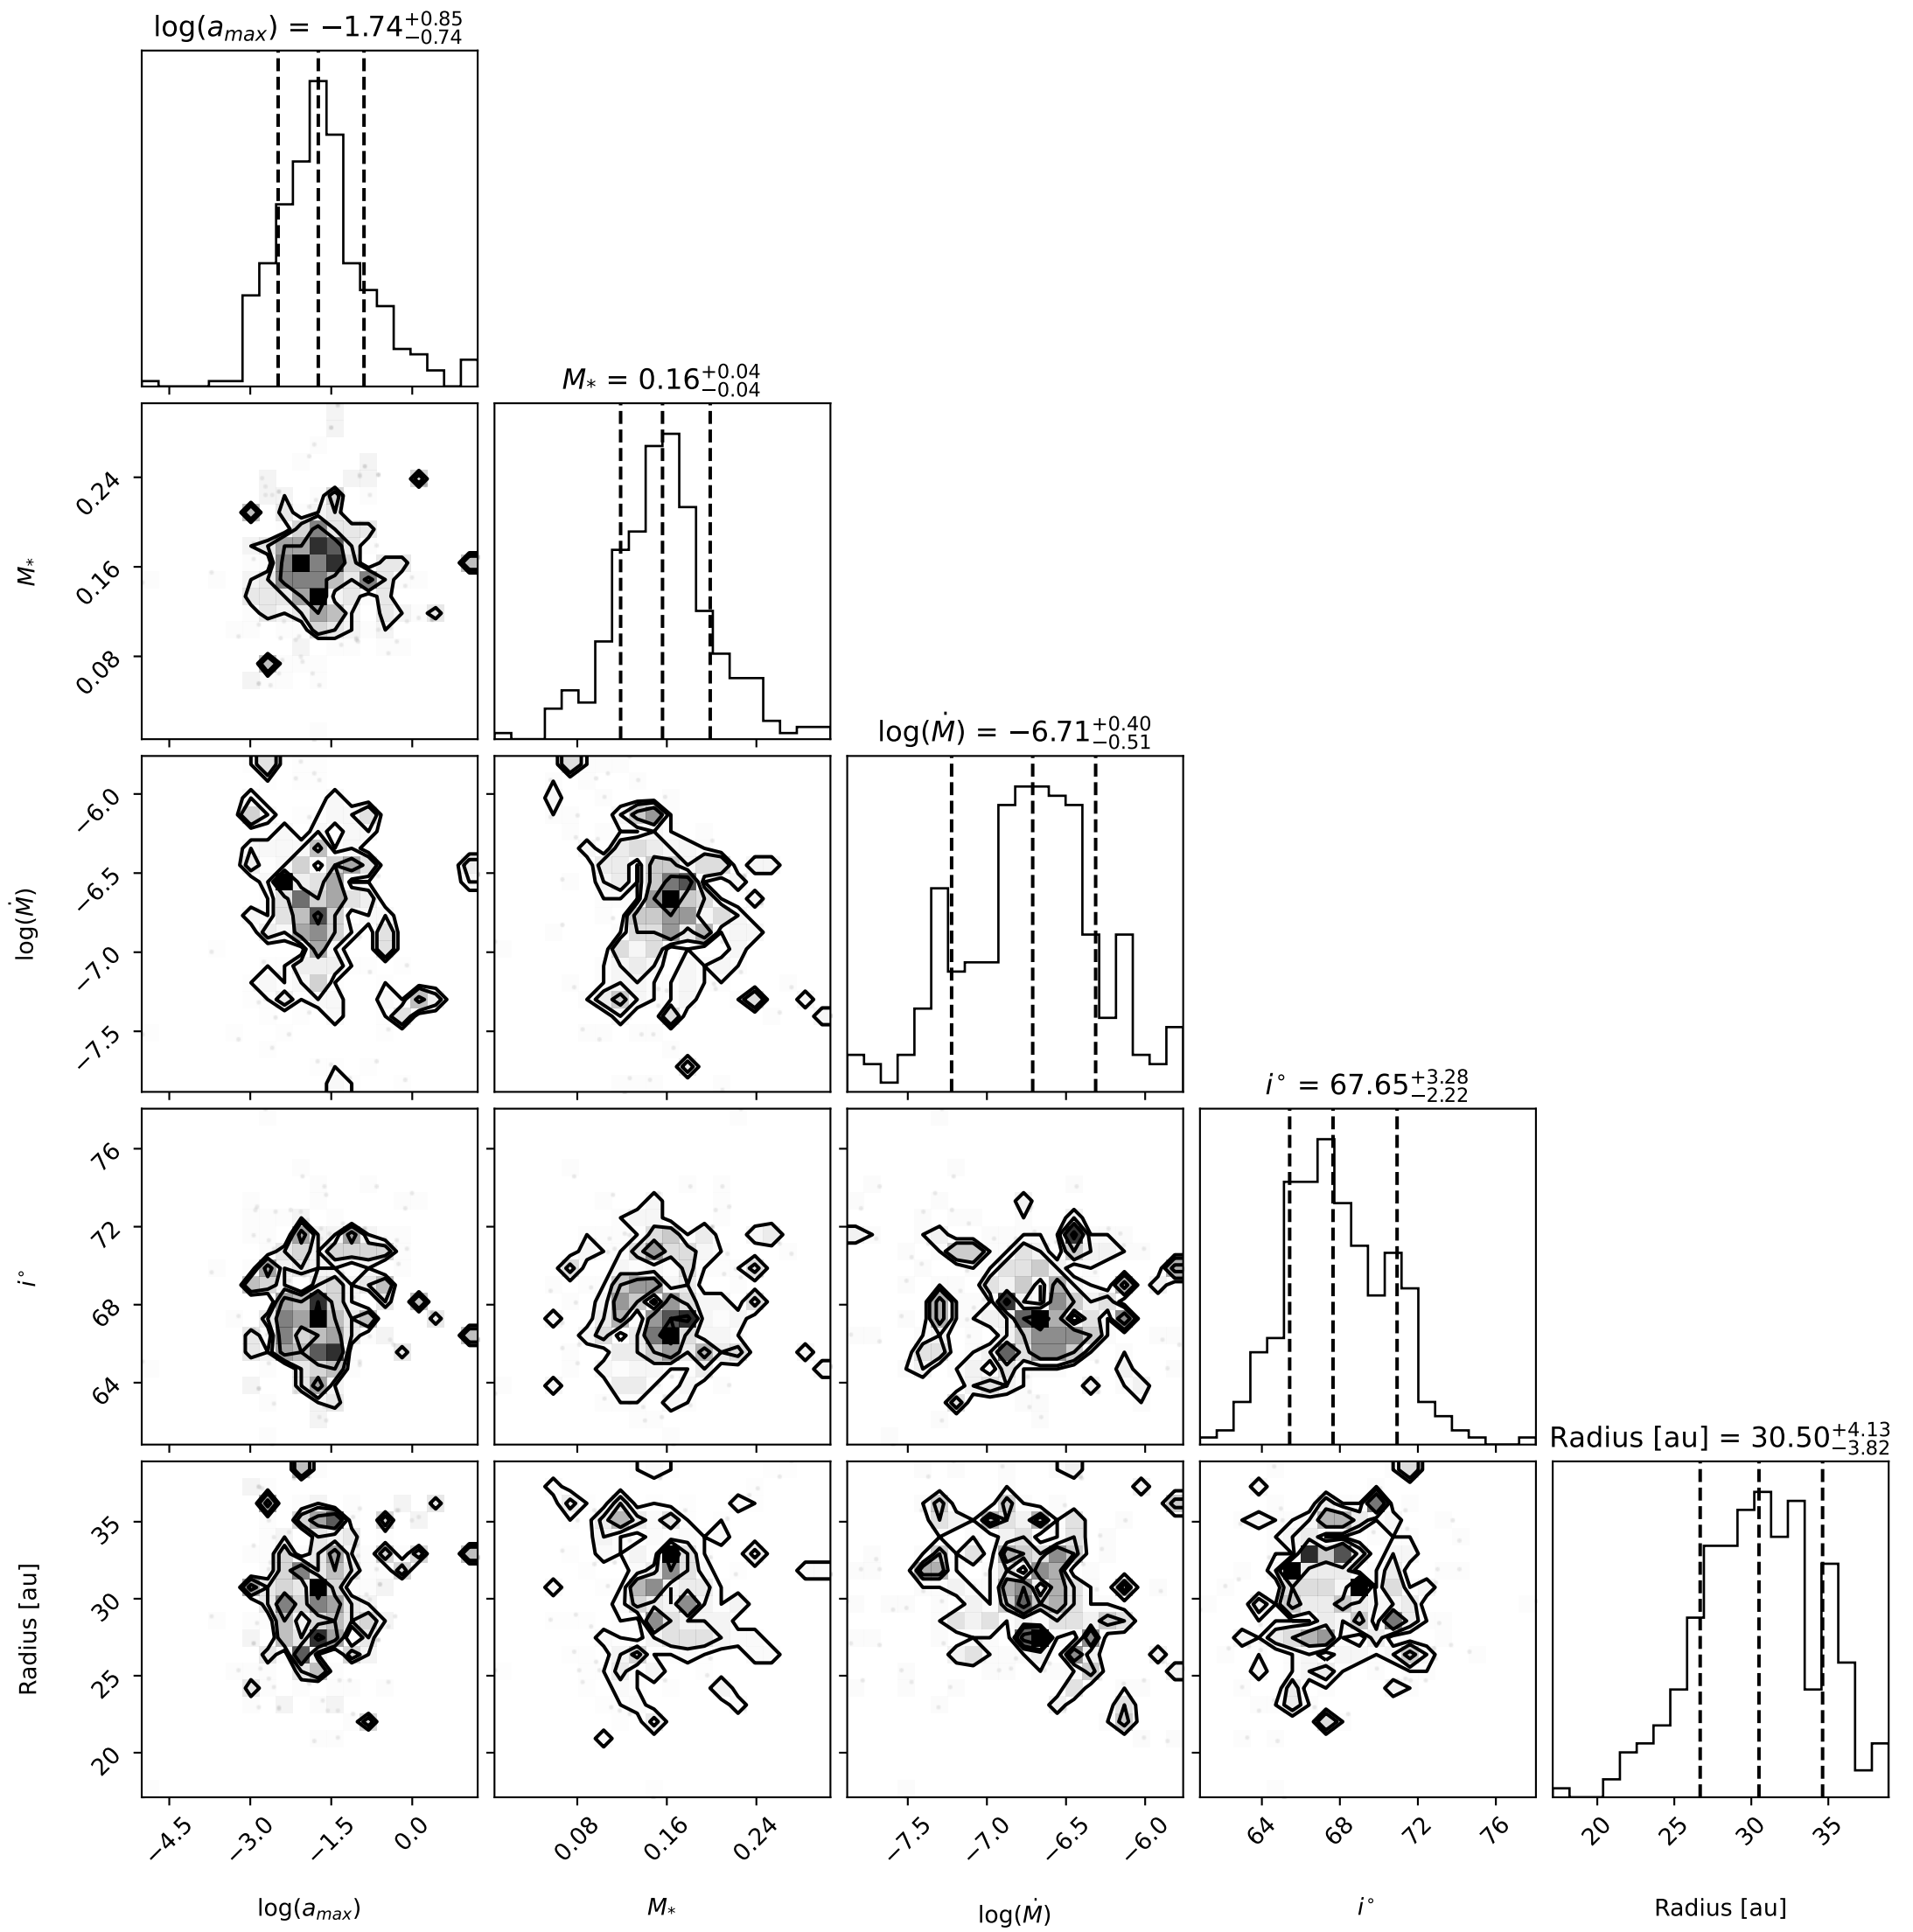 log(a_max) = −1.74 +0.85 −0.74
M* = 0.16 +0.04 −0.04
0.24
0.16
0.08
M*
log(Ṁ) = −6.71 +0.40 −0.51
−6.0
−6.5
−7.0
−7.5
log(Ṁ)
i° = 67.65 +3.28 −2.22
76
72
68
64
i°
Radius [au] = 30.50 +4.13 −3.82
35
30
25
20
Radius [au]
−4.5 −3.0 −1.5 0.0 0.08 0.16 0.24 −7.5 −7.0 −6.5 −6.0 64 68 72 76 20 25 30 35
log(a_max) M* log(Ṁ) i° Radius [au]